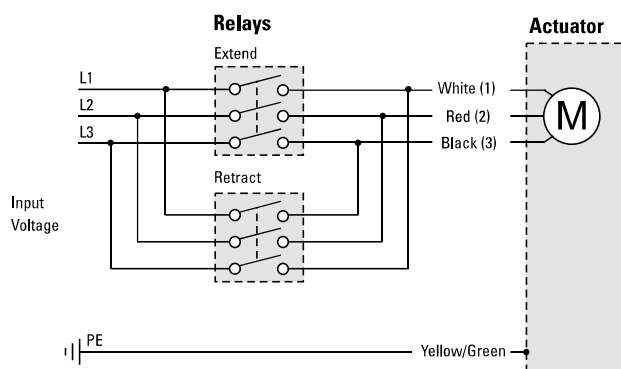 Relays
Actuator
Extend
L1
White (1)
L2
Red (2)
M
L3
Black (3)
Retract
Input
Voltage
PE
Yellow/Green